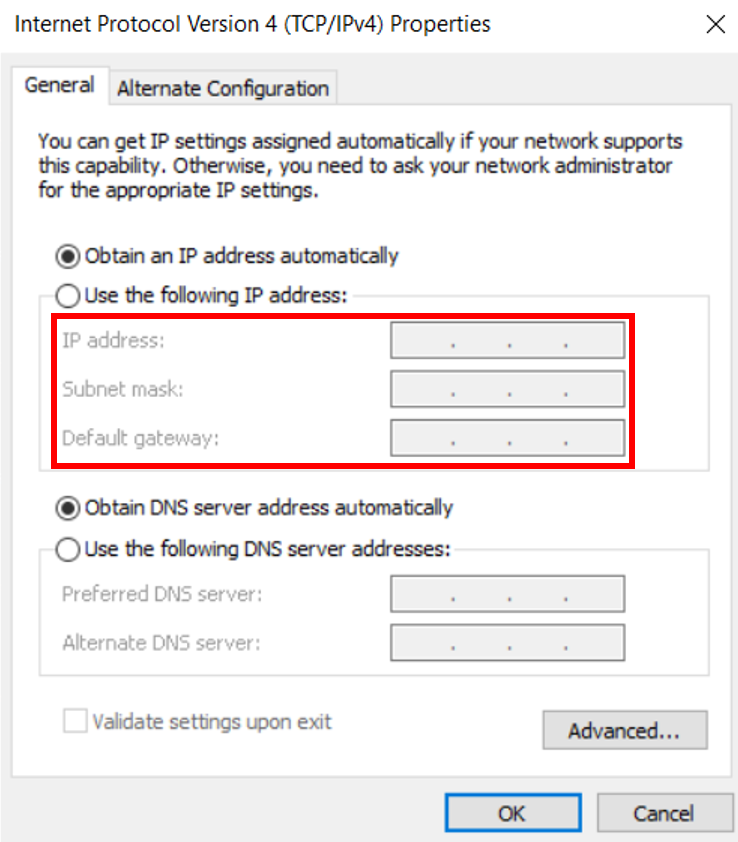 Internet Protocol Version 4 (TCP/IPv4) Properties
General
Alternate Configuration
You can get IP settings assigned automatically if your network supports
this capability. Otherwise, you need to ask your network administrator
for the appropriate IP settings.
Obtain an IP address automatically
Use the following IP address:
IP address: . . .
Subnet mask: . . .
Default gateway: . . .
Obtain DNS server address automatically
Use the following DNS server addresses:
Preferred DNS server: . . .
Alternate DNS server: . . .
Validate settings upon exit
Advanced...
OK
Cancel